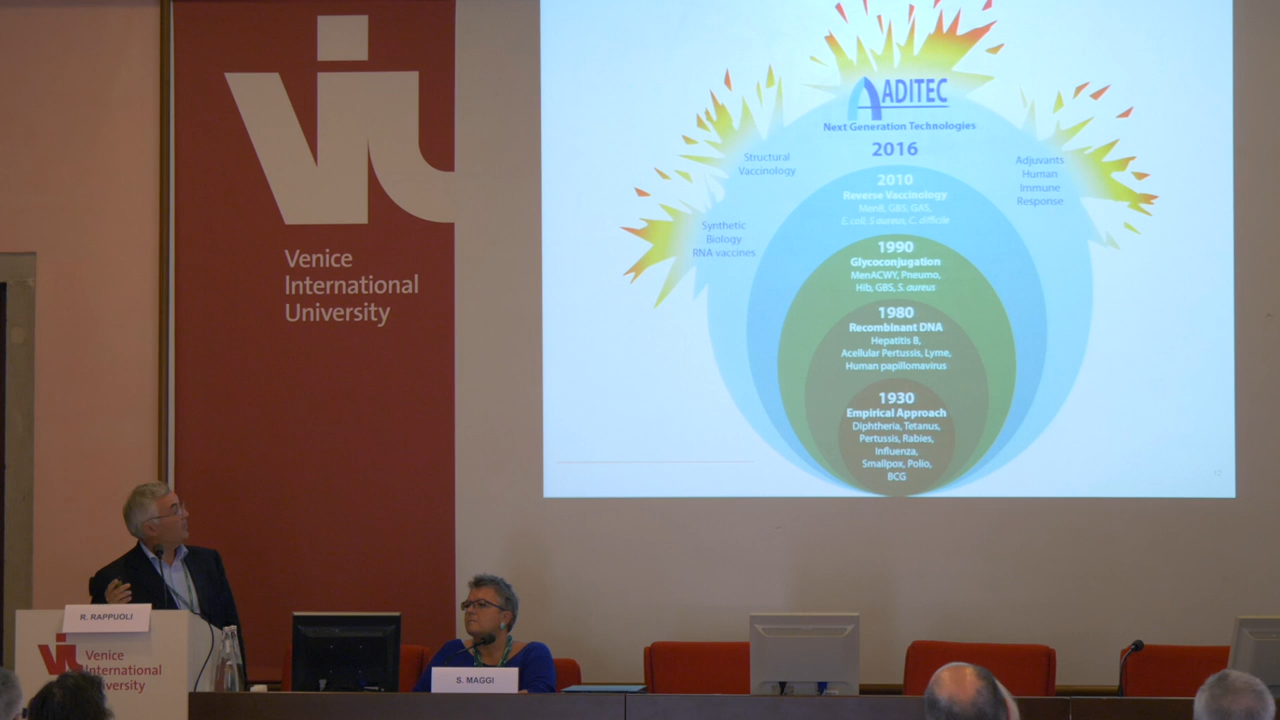 viu
Venice
International
University
ADITEC
Next Generation Technologies
2016
Structural
Vaccinology
Synthetic
Biology
RNA vaccines
Adjuvants
Human
Immune
Response
2010
Reverse Vaccinology
MenB, GBS, GAS,
E. coli, S aureus, C. difficile
1990
Glycoconjugation
MenACWY, Pneumo,
Hib, GBS, S. aureus
1980
Recombinant DNA
Hepatitis B,
Acellular Pertussis, Lyme,
Human papillomavirus
1930
Empirical Approach
Diphtheria, Tetanus,
Pertussis, Rabies,
Influenza,
Smallpox, Polio,
BCG
R. RAPPUOLI
Venice
International
University
S. MAGGI